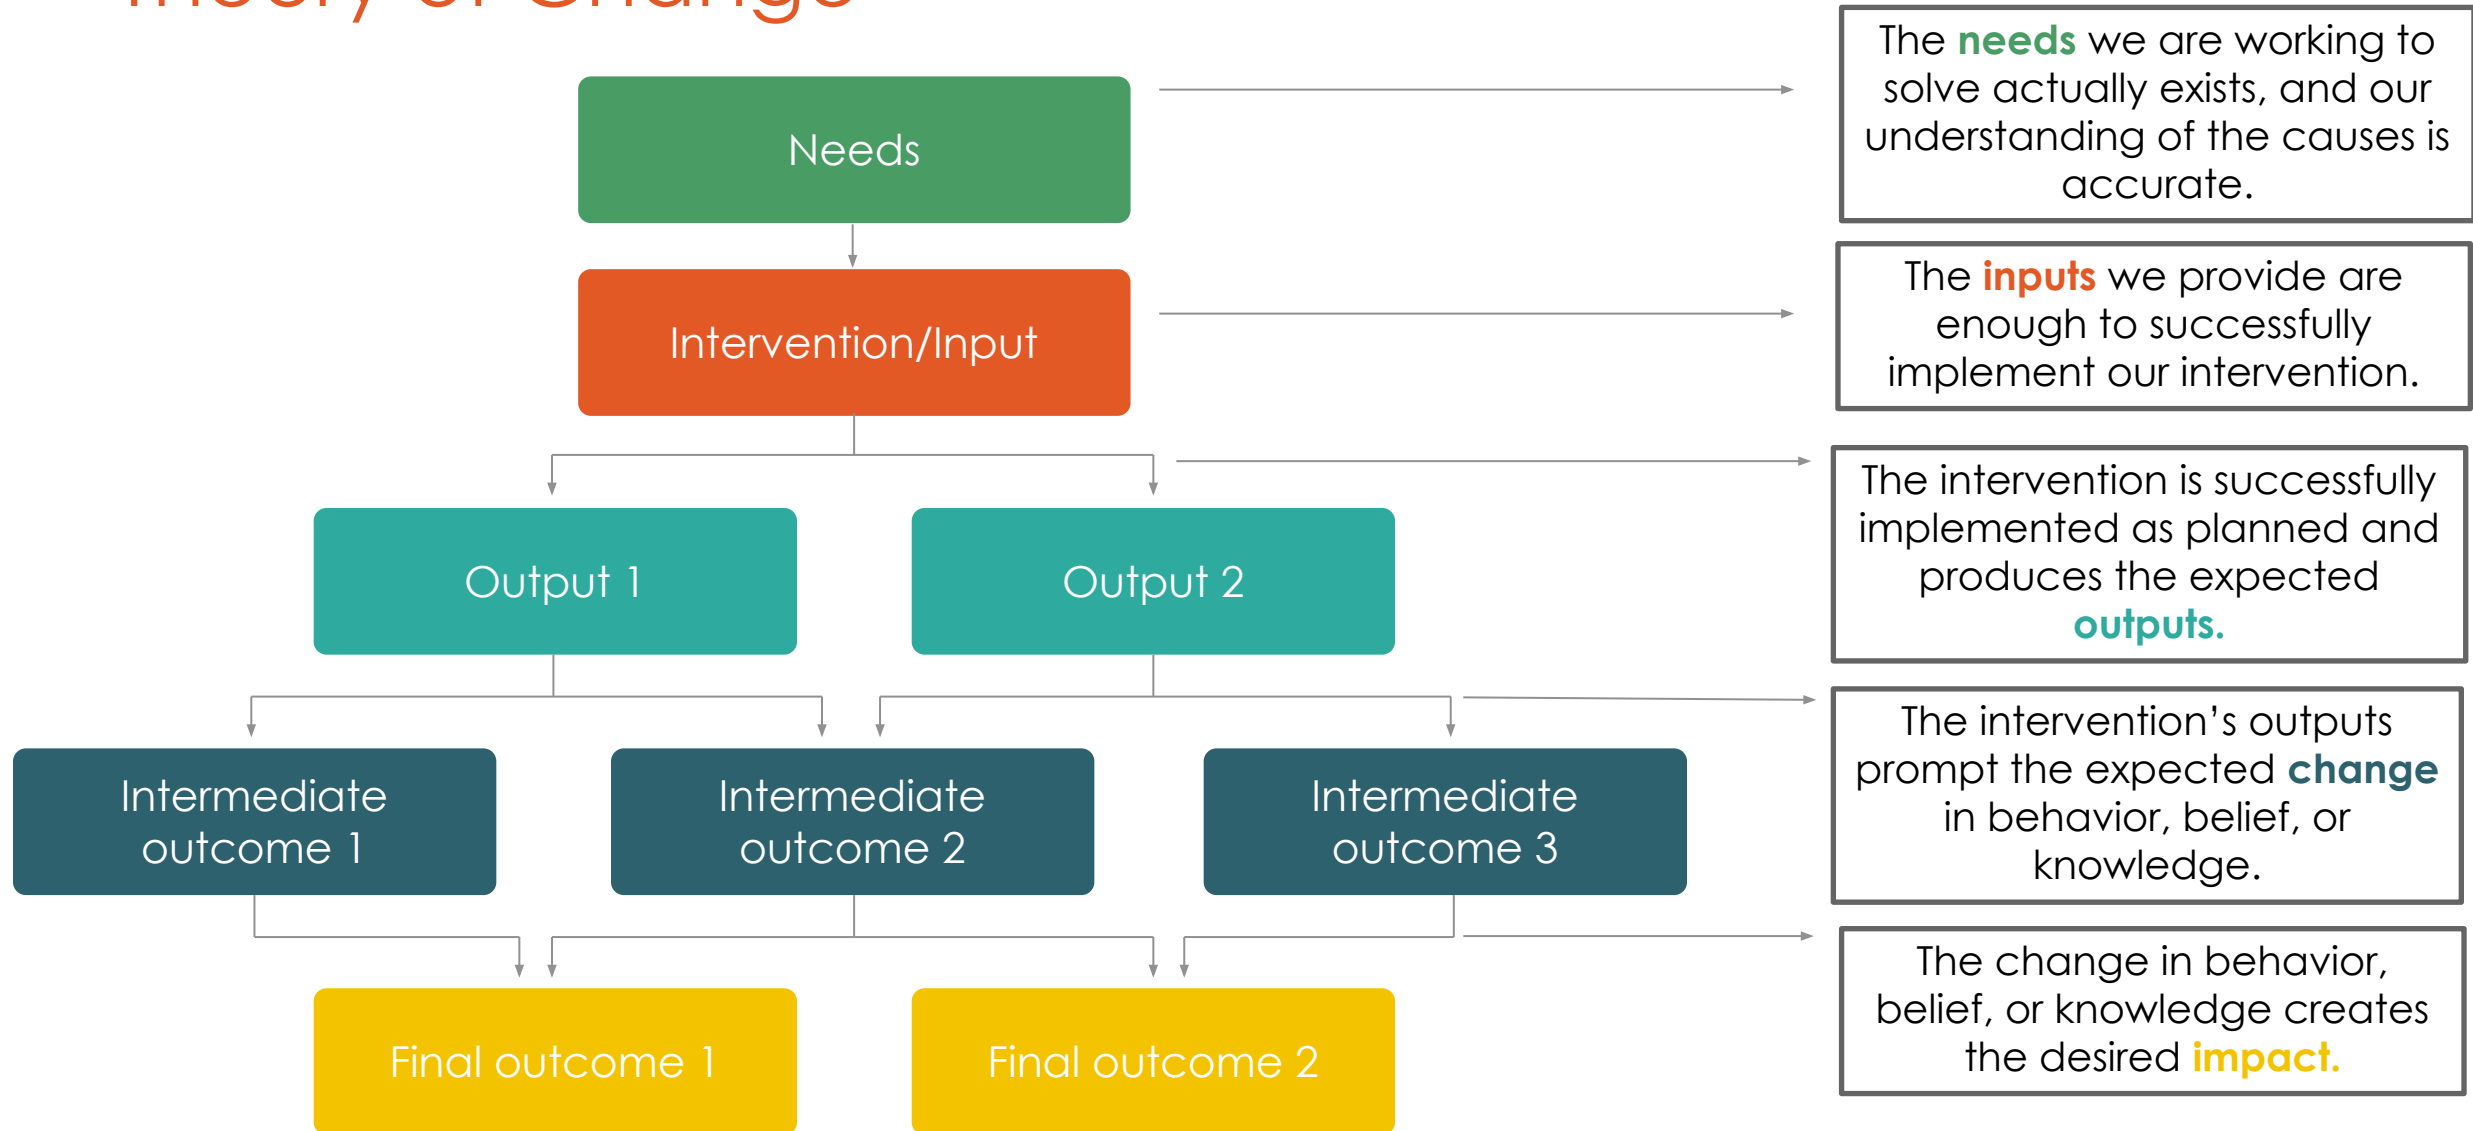 Theory of Change
Needs
Intervention/Input
Output 1
Output 2
Intermediate
outcome 1
Intermediate
outcome 2
Intermediate
outcome 3
Final outcome 1
Final outcome 2
The needs we are working to
solve actually exists, and our
understanding of the causes is
accurate.
The inputs we provide are
enough to successfully
implement our intervention.
The intervention is successfully
implemented as planned and
produces the expected
outputs.
The intervention’s outputs
prompt the expected change
in behavior, belief, or
knowledge.
The change in behavior,
belief, or knowledge creates
the desired impact.